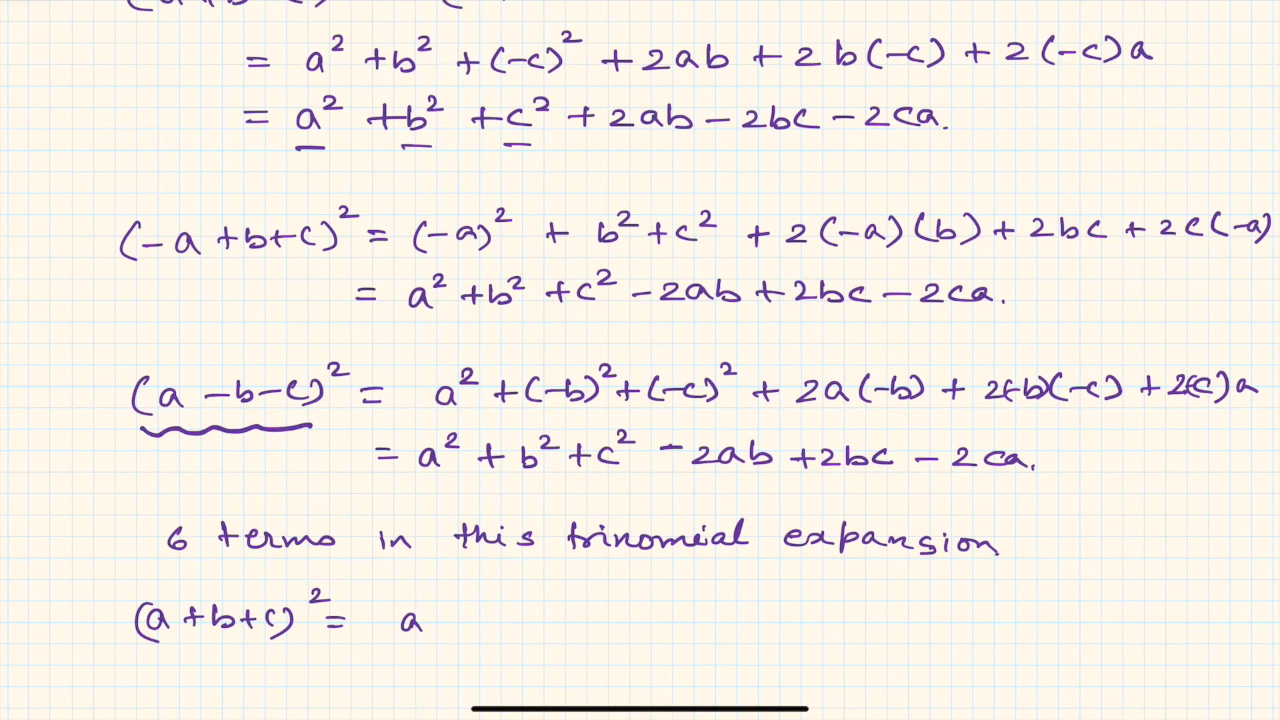 = a² + b² + (-c)² + 2ab + 2b(-c) + 2(-c)a
= a² + b² + c² + 2ab - 2bc - 2ca.
(-a + b + c)² = (-a)² + b² + c² + 2(-a)(b) + 2bc + 2c(-a)
= a² + b² + c² - 2ab + 2bc - 2ca.
(a - b - c)² = a² + (-b)² + (-c)² + 2a(-b) + 2(-b)(-c) + 2(-c)a
= a² + b² + c² - 2ab + 2bc - 2ca.
6 terms in this trinomial expansion
(a + b + c)² = a